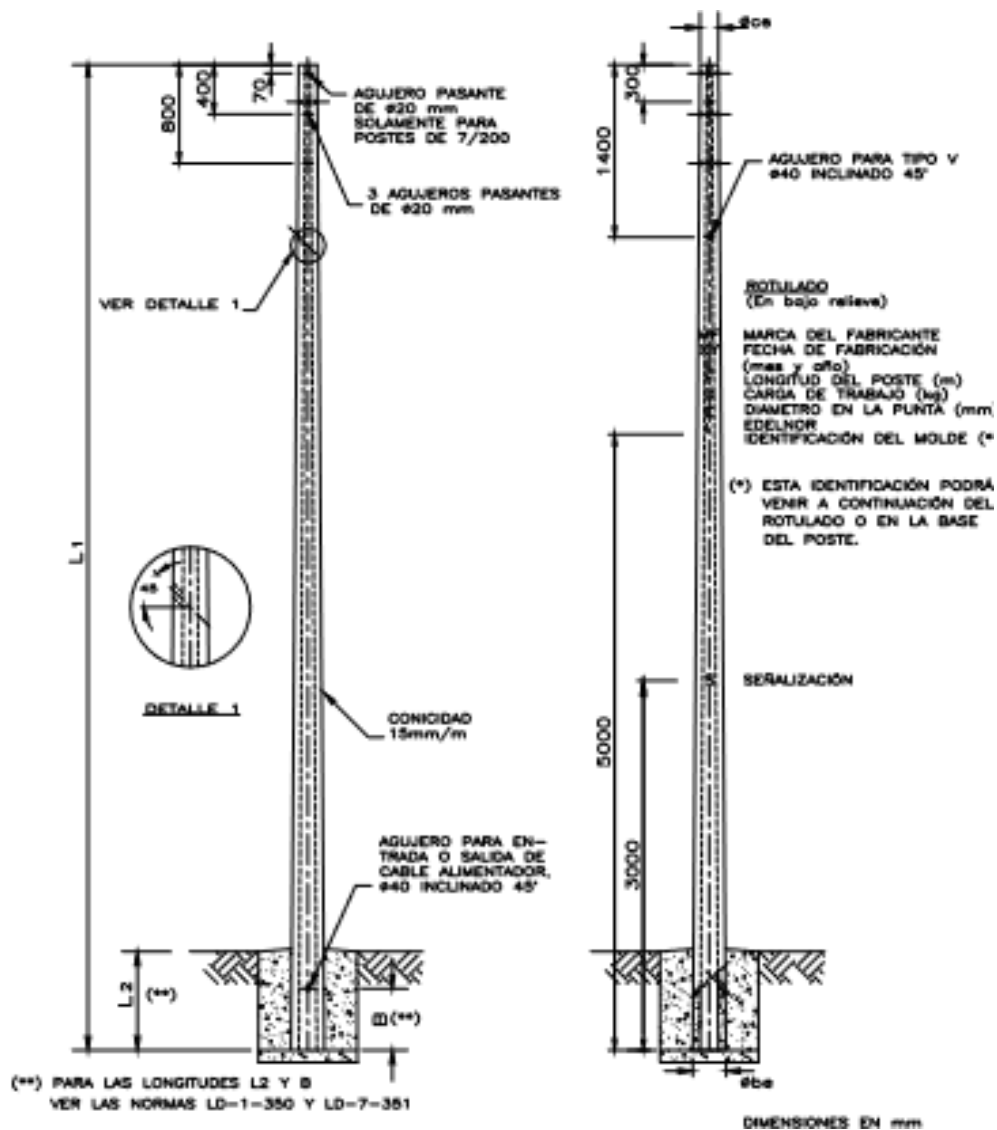 Øca
800
400
70
AGUJERO PASANTE
DE ø20 mm
SOLAMENTE PARA
POSTES DE 7/200
3 AGUJEROS PASANTES
DE ø20 mm
VER DETALLE 1
L1
45
DETALLE 1
CONICIDAD
15mm/m
AGUJERO PARA EN-
TRADA O SALIDA DE
CABLE ALIMENTADOR,
ø40 INCLINADO 45°
L2
(**)
B(**)
(**) PARA LAS LONGITUDES L2 Y B
VER LAS NORMAS LD-1-350 Y LD-7-351
300
1400
AGUJERO PARA TIPO V
ø40 INCLINADO 45°
ROTULADO
(En bajo relieve)
MARCA DEL FABRICANTE
FECHA DE FABRICACIÓN
(mes y año)
LONGITUD DEL POSTE (m)
CARGA DE TRABAJO (kg)
DIAMETRO EN LA PUNTA (mm)
EDELNOR
IDENTIFICACIÓN DEL MOLDE (*
(*) ESTA IDENTIFICACIÓN PODRÁ
VENIR A CONTINUACIÓN DEL
ROTULADO O EN LA BASE
DEL POSTE.
SEÑALIZACIÓN
5000
3000
Øba
DIMENSIONES EN mm